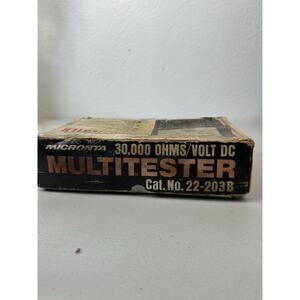 MICRONTA 30,000 OHMS/VOLT DC
MULTITESTER
Cat. No. 22-203B